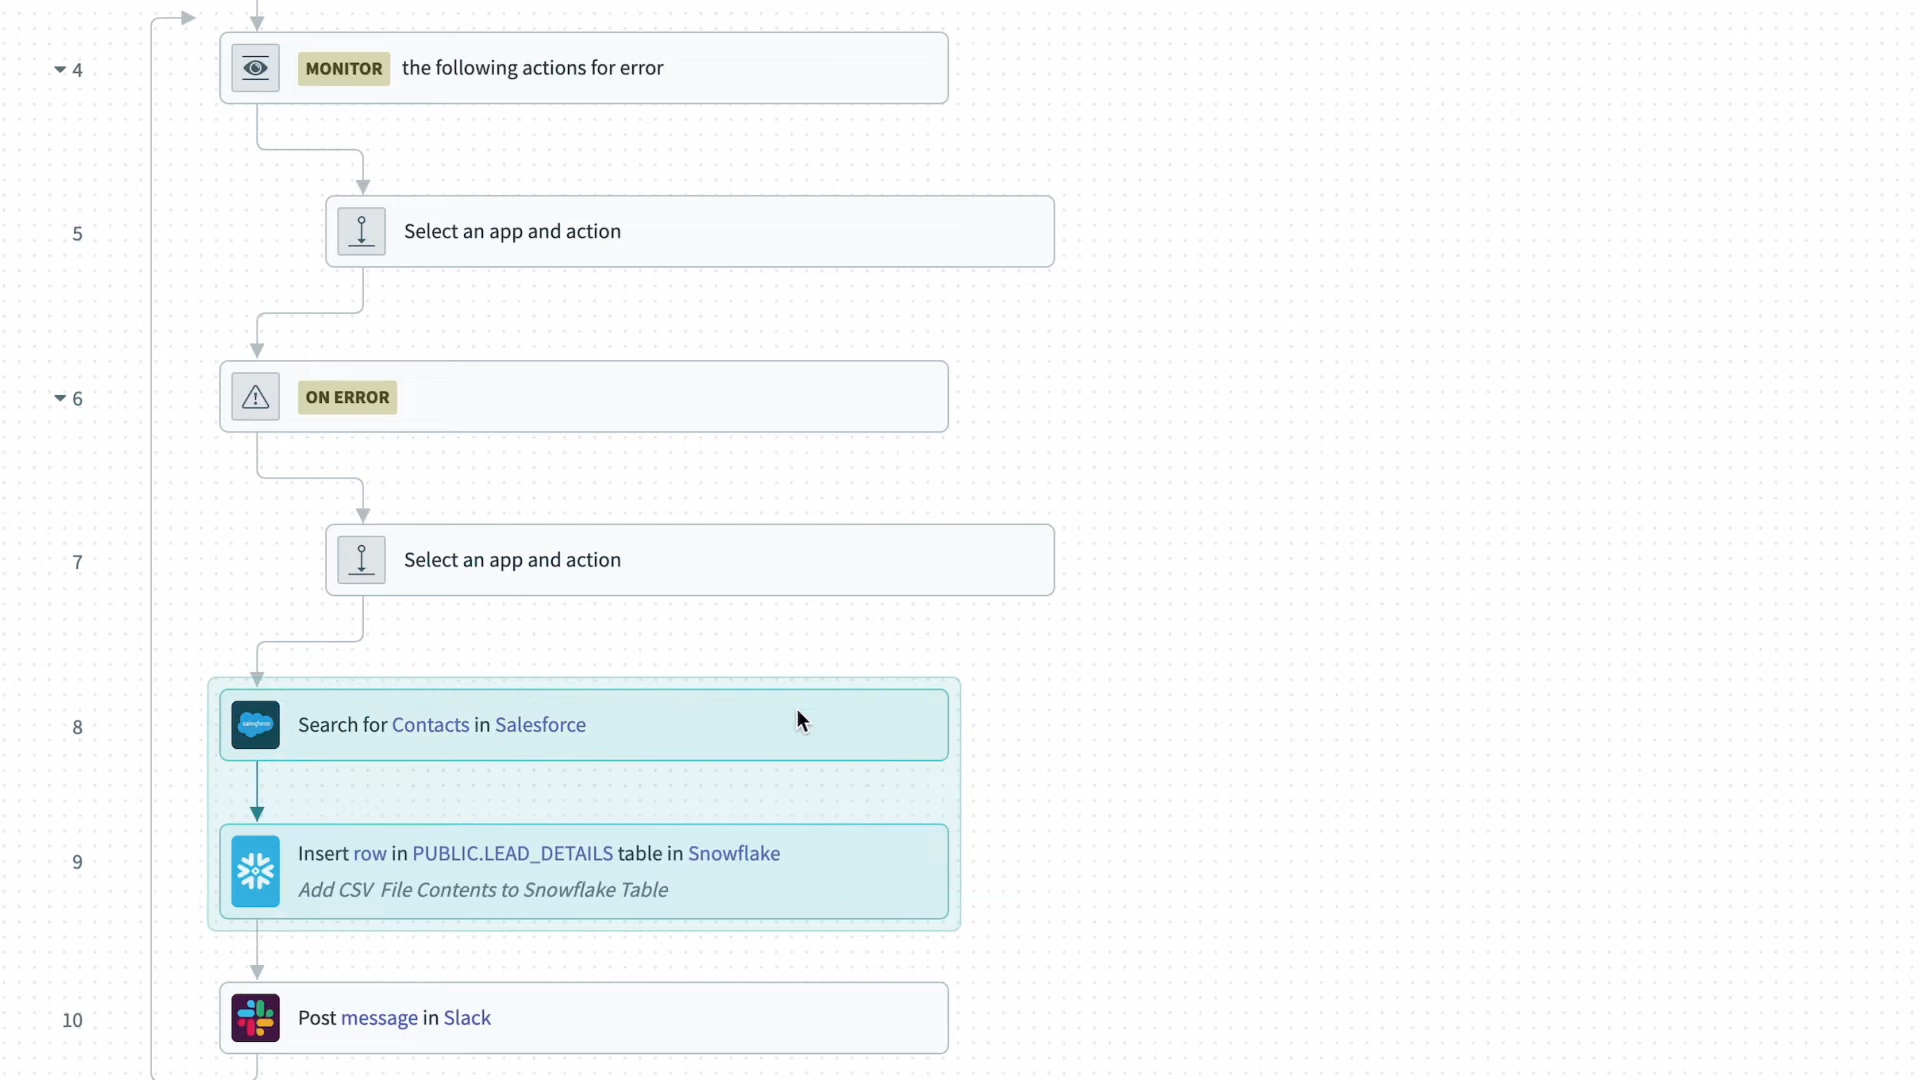 4
MONITOR the following actions for error
5
Select an app and action
6
ON ERROR
7
Select an app and action
8
salesforce
Search for Contacts in Salesforce
9
Insert row in PUBLIC.LEAD_DETAILS table in Snowflake
Add CSV File Contents to Snowflake Table
10
Post message in Slack